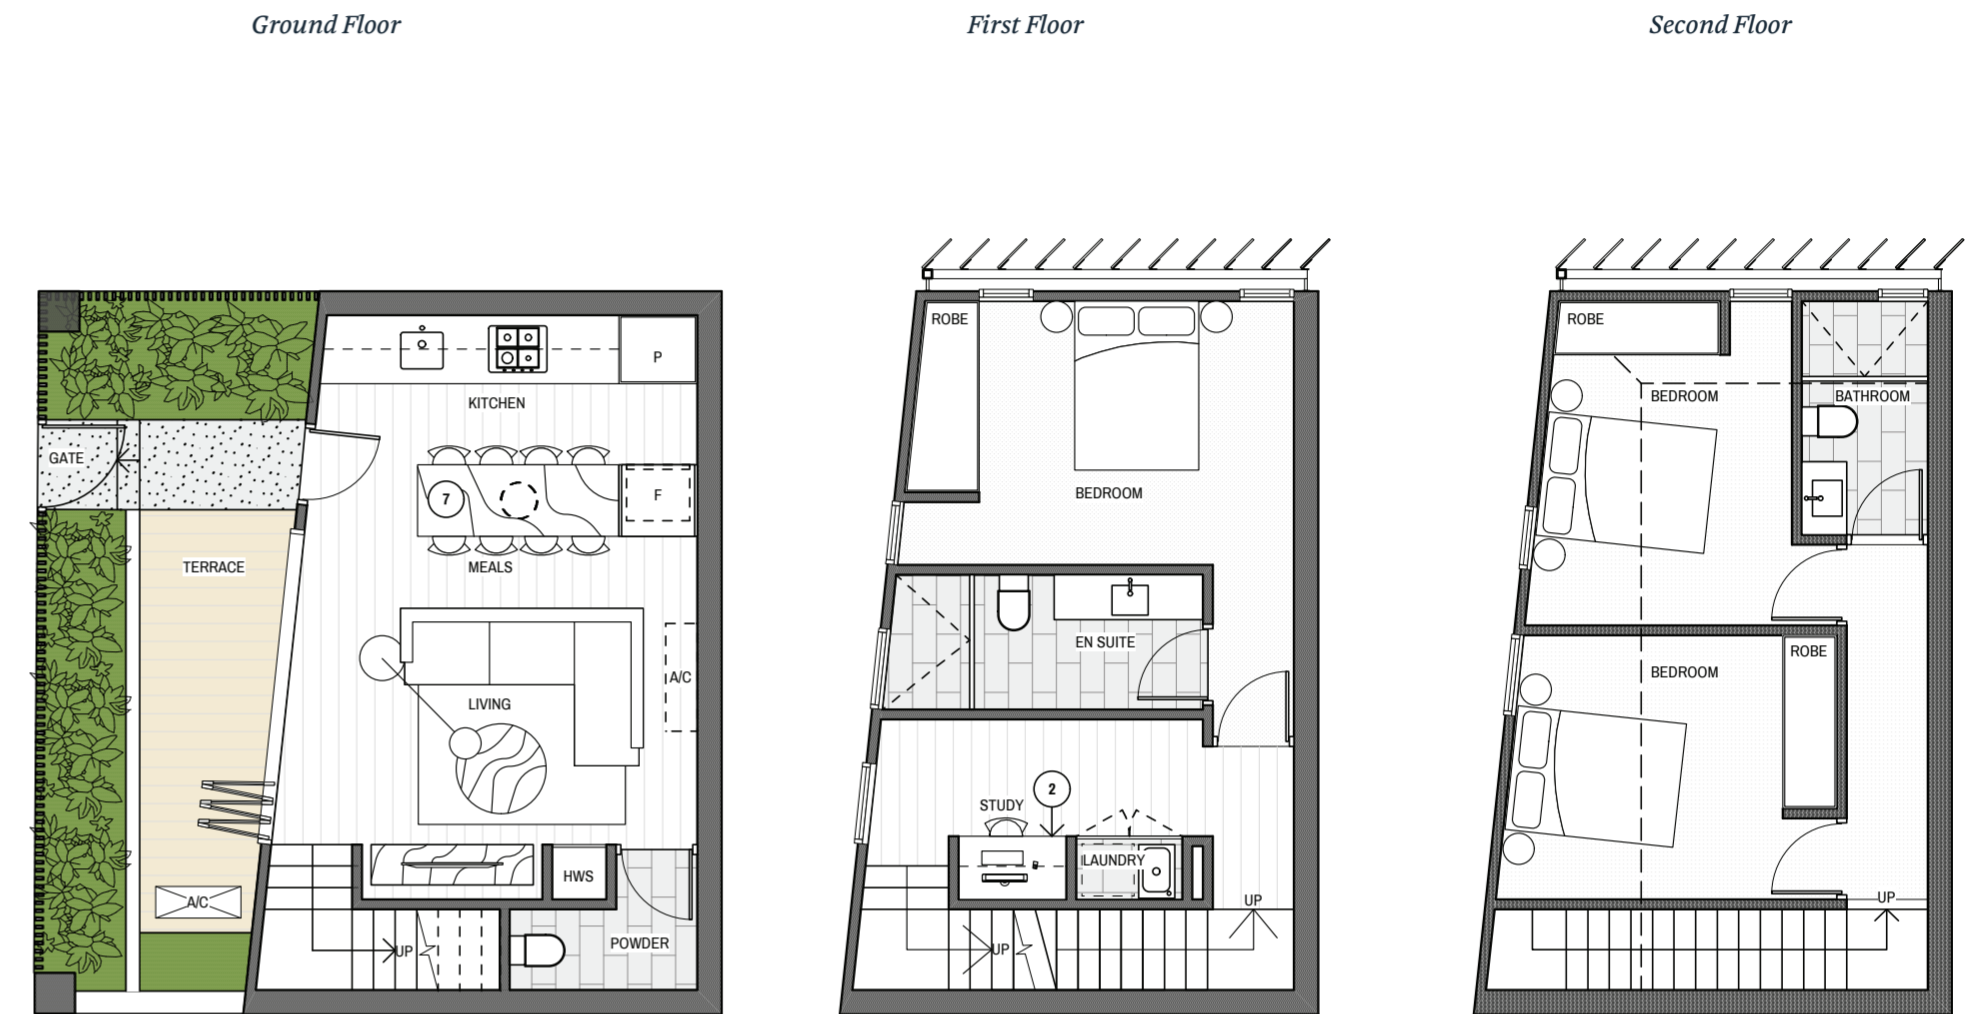 Ground Floor
First Floor
Second Floor
P
KITCHEN
GATE
7
F
TERRACE
MEALS
A/C
LIVING
HWS
A/C
POWDER
UP
ROBE
BEDROOM
EN SUITE
2
STUDY
LAUNDRY
UP
UP
ROBE
BEDROOM
BATHROOM
ROBE
BEDROOM
UP